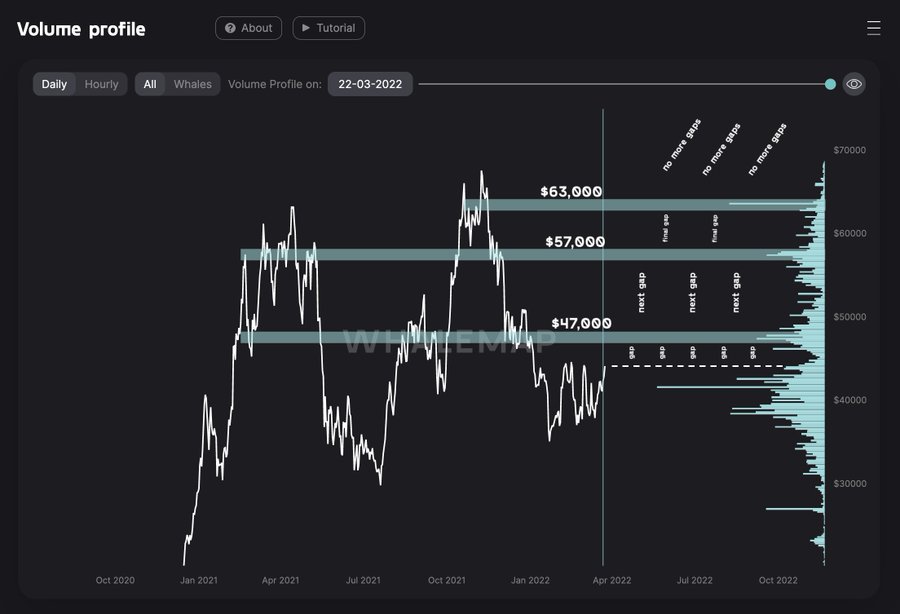 Volume profile
About
Tutorial
Daily Hourly All Whales Volume Profile on: 22-03-2022
no more gaps no more gaps no more gaps
$70000
$63,000
final gap final gap
$60000
$57,000
next gap next gap next gap
$50000
$47,000
WHALEMAP
gap gap gap gap gap
$40000
$30000
Oct 2020 Jan 2021 Apr 2021 Jul 2021 Oct 2021 Jan 2022 Apr 2022 Jul 2022 Oct 2022